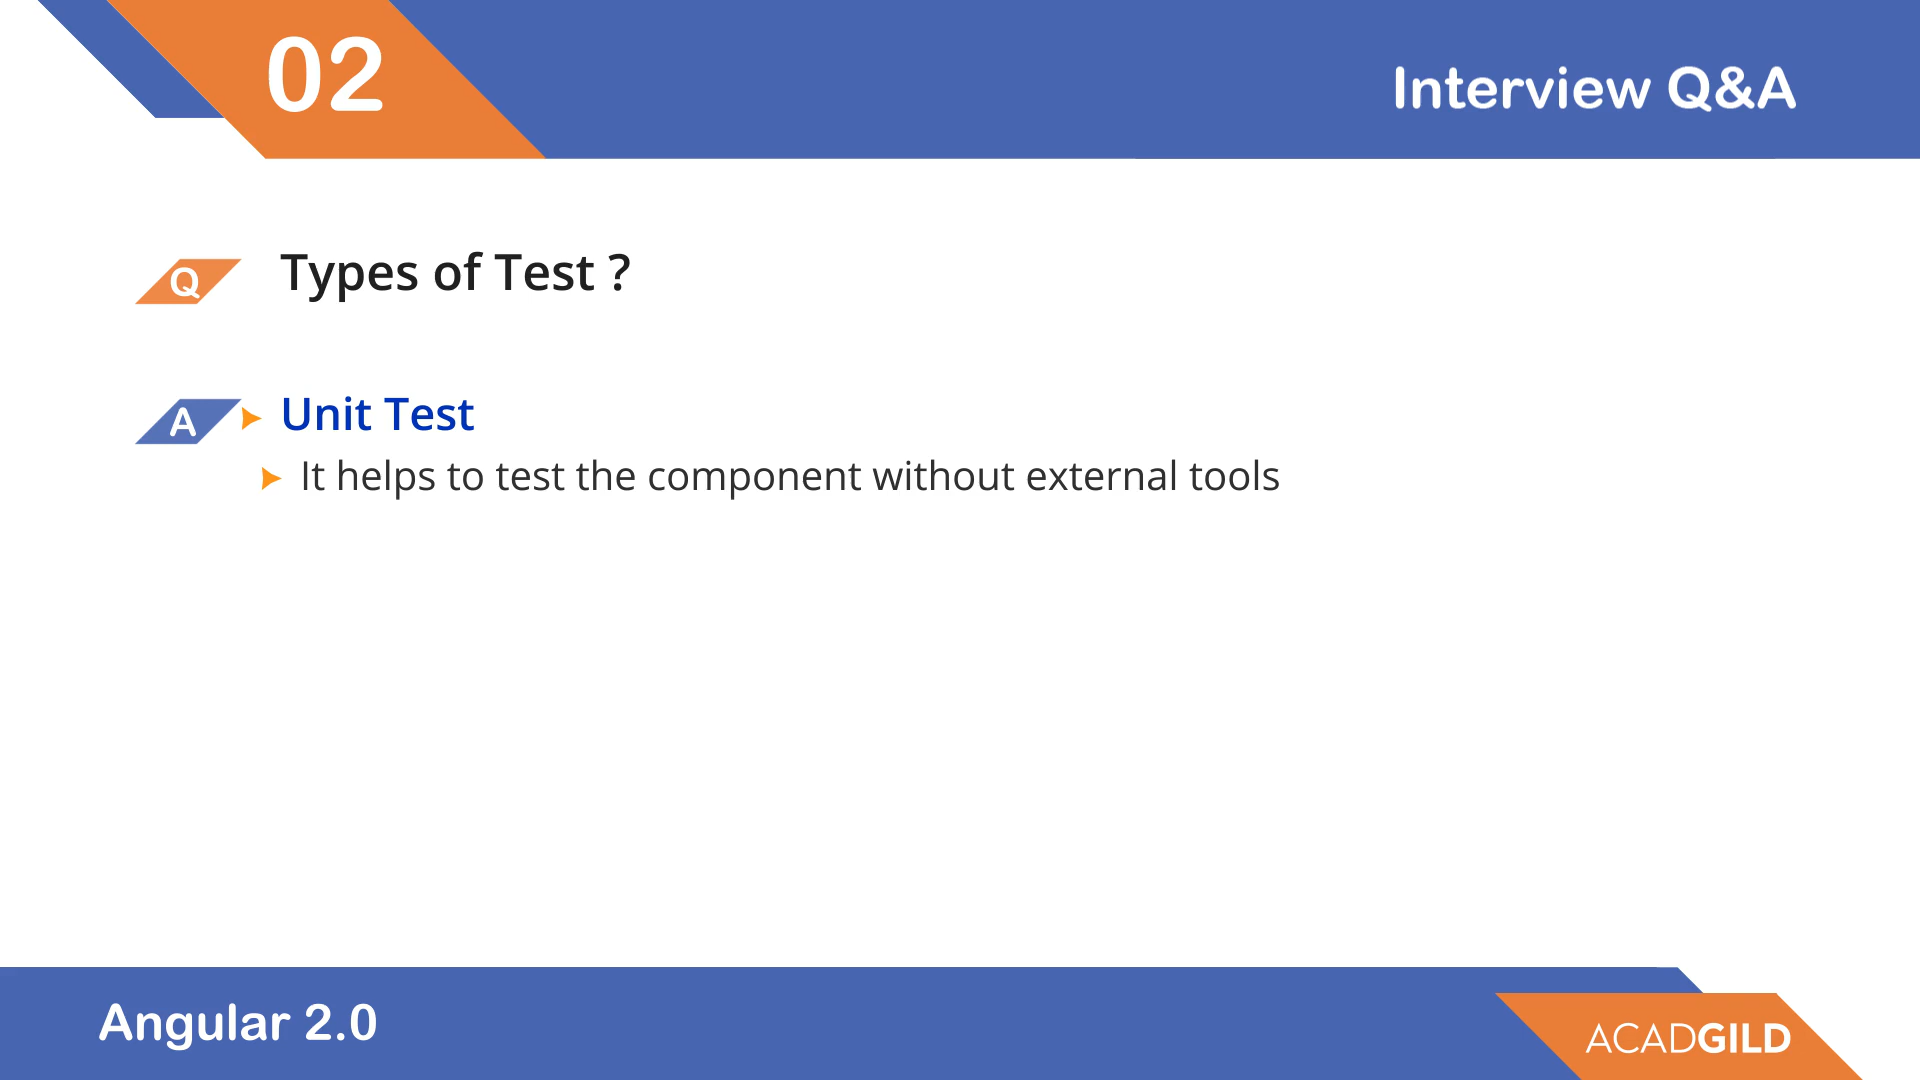 02
Interview Q&A
Q
Types of Test ?
A
Unit Test
It helps to test the component without external tools
Angular 2.0
ACADGILD